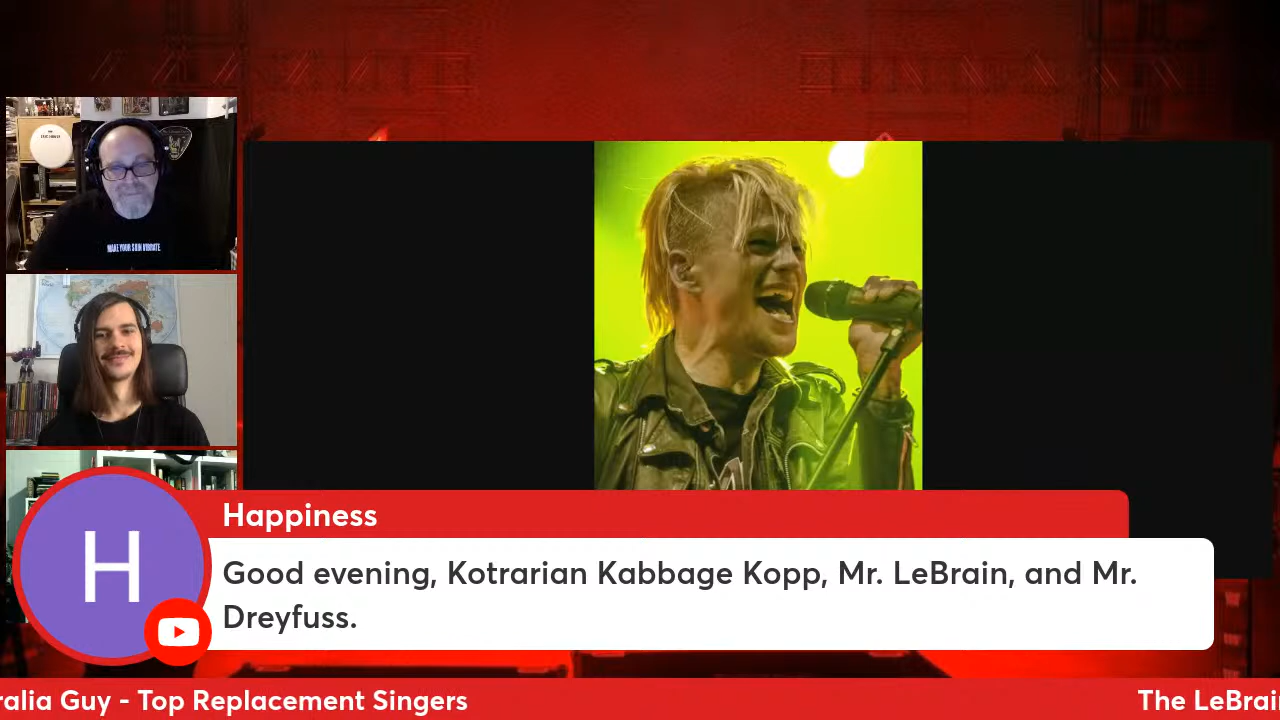 MAKE YOUR SKIN VIBRATE
H
Happiness
Good evening, Kotrarian Kabbage Kopp, Mr. LeBrain, and Mr.
Dreyfuss.
ralia Guy - Top Replacement Singers
The LeBrai